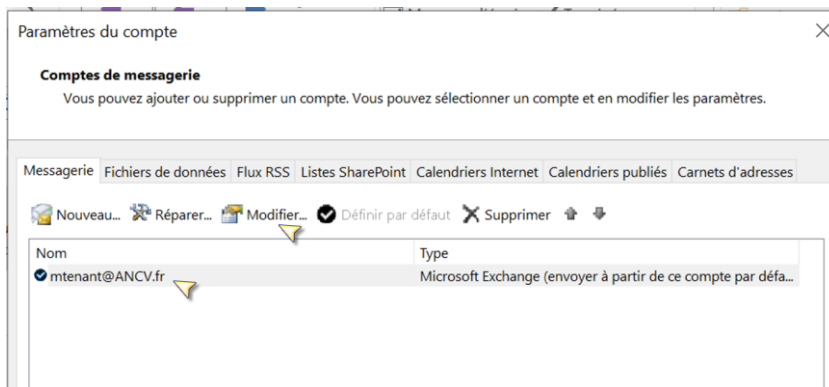 Paramètres du compte
Comptes de messagerie
Vous pouvez ajouter ou supprimer un compte. Vous pouvez sélectionner un compte et en modifier les paramètres.
Messagerie Fichiers de données Flux RSS Listes SharePoint Calendriers Internet Calendriers publiés Carnets d'adresses
Nouveau... Réparer... Modifier... Définir par défaut Supprimer
Nom Type
mtenant@ANCV.fr Microsoft Exchange (envoyer à partir de ce compte par défa...